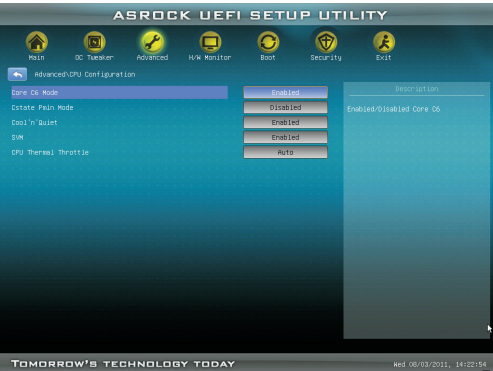 ASROCK UEFI SETUP UTILITY
Main OC Tweaker Advanced H/W Monitor Boot Security Exit
Advanced\CPU Configuration
Description
Core C6 Mode Enabled
Enabled/Disabled Core C6
Cstate Pmin Mode Disabled
Cool'n'Quiet Enabled
SVM Enabled
CPU Thermal Throttle Auto
TOMORROW'S TECHNOLOGY TODAY
Wed 08/03/2011, 14:22:54